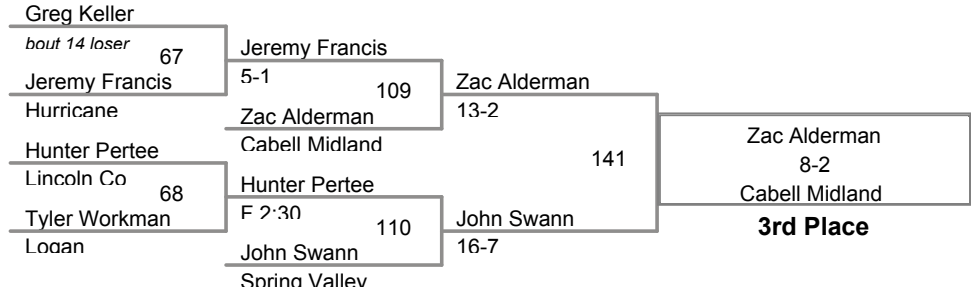 Greg Keller
bout 14 loser
67
Jeremy Francis
Hurricane
Hunter Pertee
Lincoln Co
68
Tyler Workman
Logan
Jeremy Francis
5-1
109
Zac Alderman
Cabell Midland
Hunter Pertee
F 2:30
110
John Swann
Spring Valley
Zac Alderman
13-2
141
John Swann
16-7
Zac Alderman
8-2
Cabell Midland
3rd Place